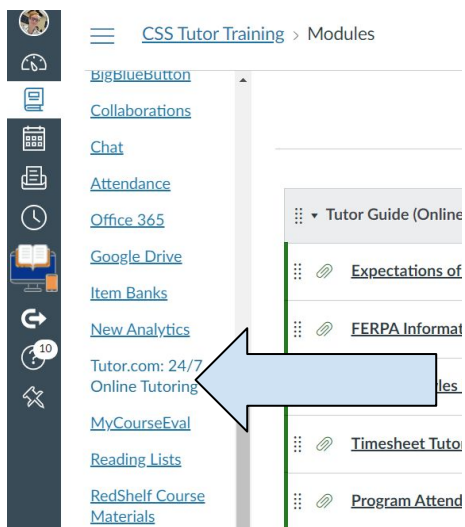 CSS Tutor Training > Modules
BigBlueButton
Collaborations
Chat
Attendance
Office 365
Google Drive
Item Banks
New Analytics
Tutor.com: 24/7
Online Tutoring
MyCourseEval
Reading Lists
RedShelf Course
Materials
10
Tutor Guide (Online
Expectations of
FERPA Informat
Timesheet Tutor
Program Attend